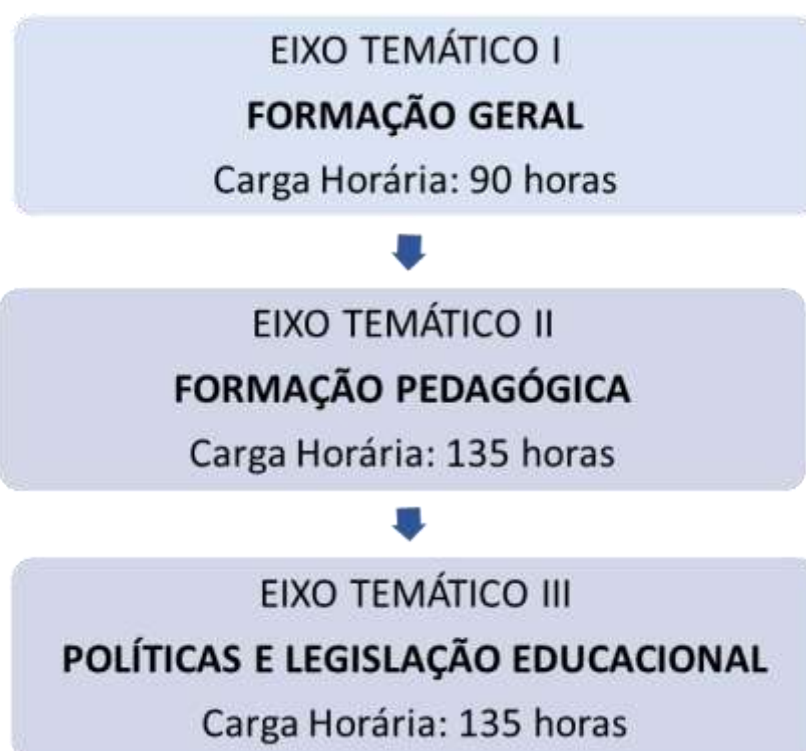 EIXO TEMÁTICO I
FORMAÇÃO GERAL
Carga Horária: 90 horas
EIXO TEMÁTICO II
FORMAÇÃO PEDAGÓGICA
Carga Horária: 135 horas
EIXO TEMÁTICO III
POLÍTICAS E LEGISLAÇÃO EDUCACIONAL
Carga Horária: 135 horas